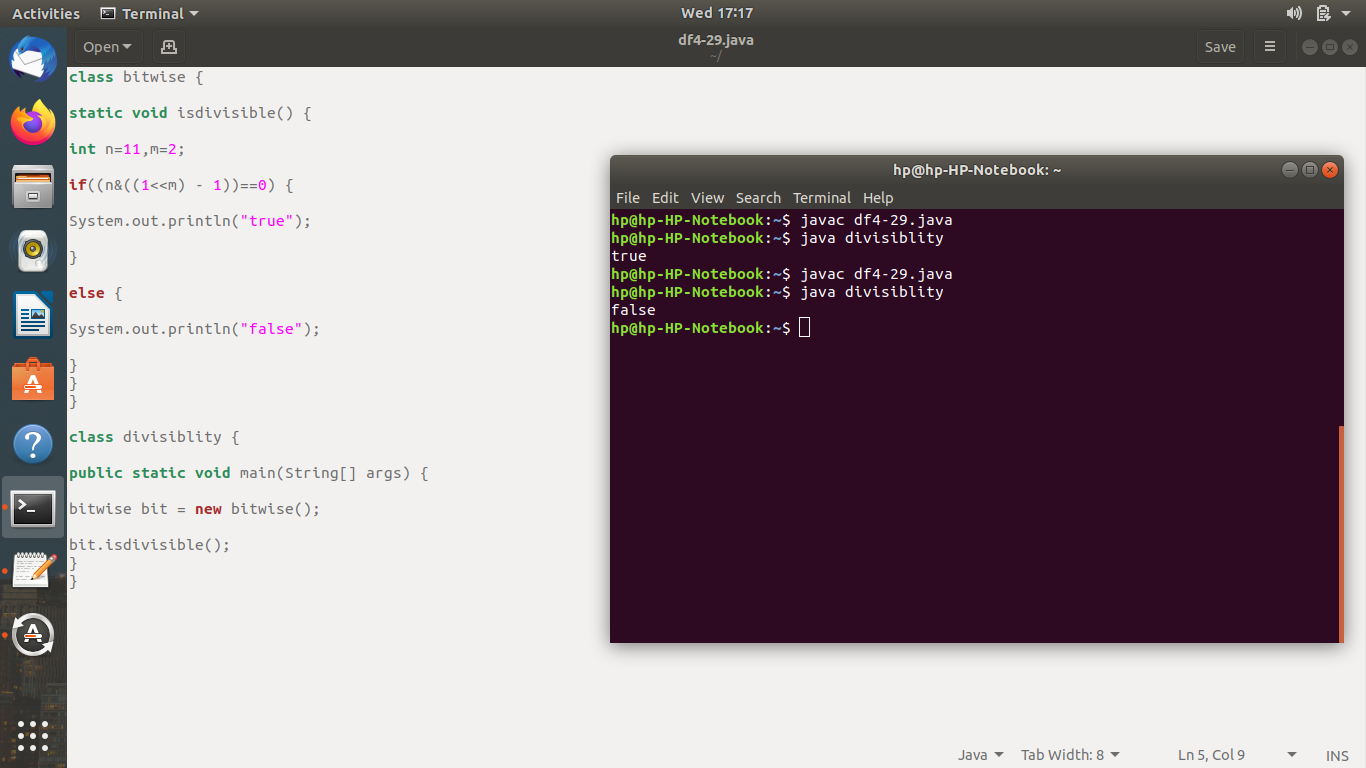 Activities Terminal Wed 17:17
Open df4-29.java Save
~/
class bitwise {
static void isdivisible() {
int n=11,m=2;
if((n&((1<<m) - 1))==0) {
System.out.println("true");
}
else {
System.out.println("false");
}
}
}
class divisiblity {
public static void main(String[] args) {
bitwise bit = new bitwise();
bit.isdivisible();
}
}
hp@hp-HP-Notebook: ~
File Edit View Search Terminal Help
hp@hp-HP-Notebook:~$ javac df4-29.java
hp@hp-HP-Notebook:~$ java divisiblity
true
hp@hp-HP-Notebook:~$ javac df4-29.java
hp@hp-HP-Notebook:~$ java divisiblity
false
hp@hp-HP-Notebook:~$
Java Tab Width: 8 Ln 5, Col 9 INS